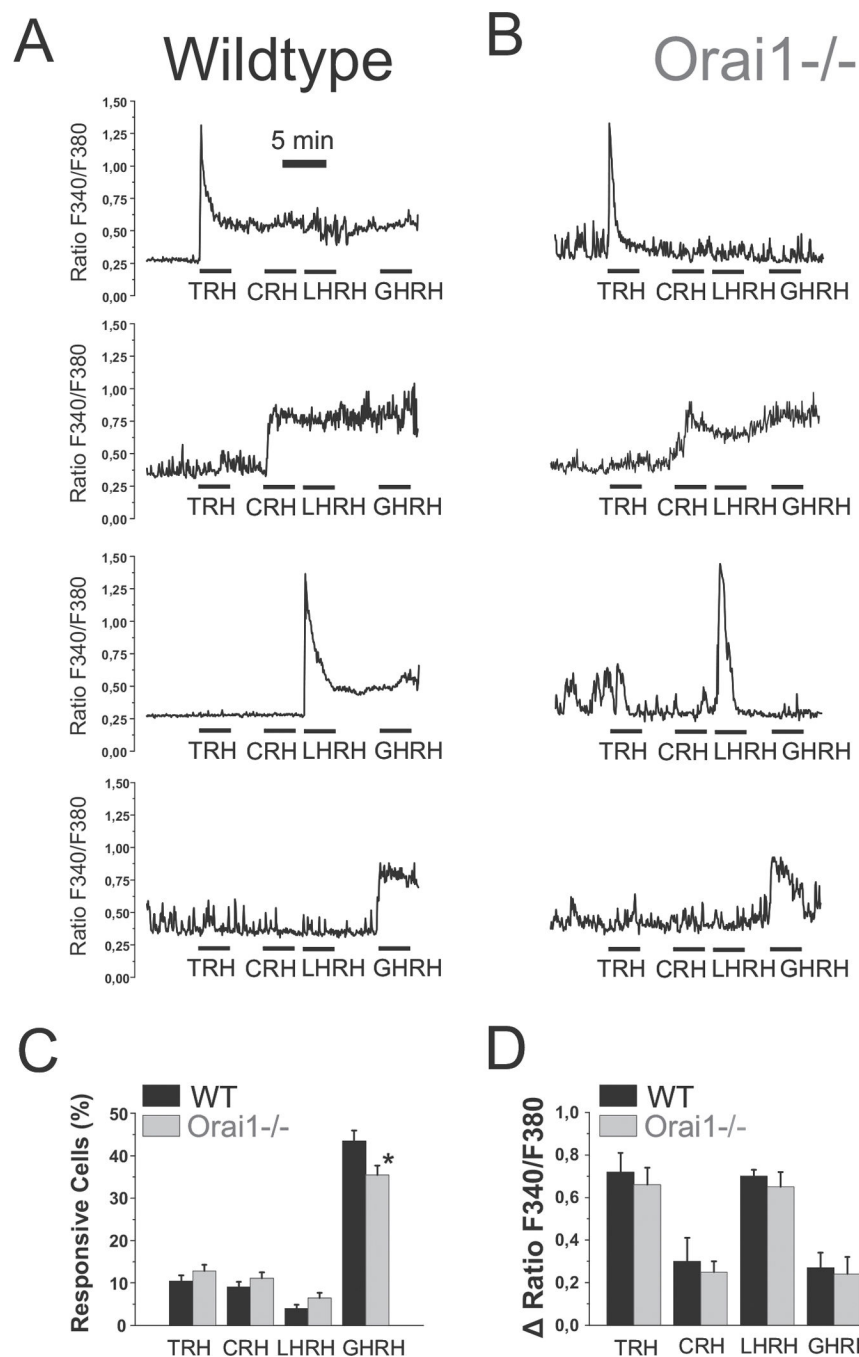 A
Wildtype
B
Orai1-/-
Ratio F340/F380
1,50
1,25
1,00
0,75
0,50
0,25
0,00
5 min
TRH CRH LHRH GHRH
TRH CRH LHRH GHRH
Ratio F340/F380
1,50
1,25
1,00
0,75
0,50
0,25
0,00
TRH CRH LHRH GHRH
TRH CRH LHRH GHRH
Ratio F340/F380
1,50
1,25
1,00
0,75
0,50
0,25
0,00
TRH CRH LHRH GHRH
TRH CRH LHRH GHRH
Ratio F340/F380
1,50
1,25
1,00
0,75
0,50
0,25
0,00
TRH CRH LHRH GHRH
TRH CRH LHRH GHRH
C
WT
Orai1-/-
Responsive Cells (%)
50
40
30
20
10
0
*
TRH CRH LHRH GHRH
D
WT
Orai1-/-
Δ Ratio F340/F380
1,0
0,8
0,6
0,4
0,2
0,0
TRH CRH LHRH GHRH